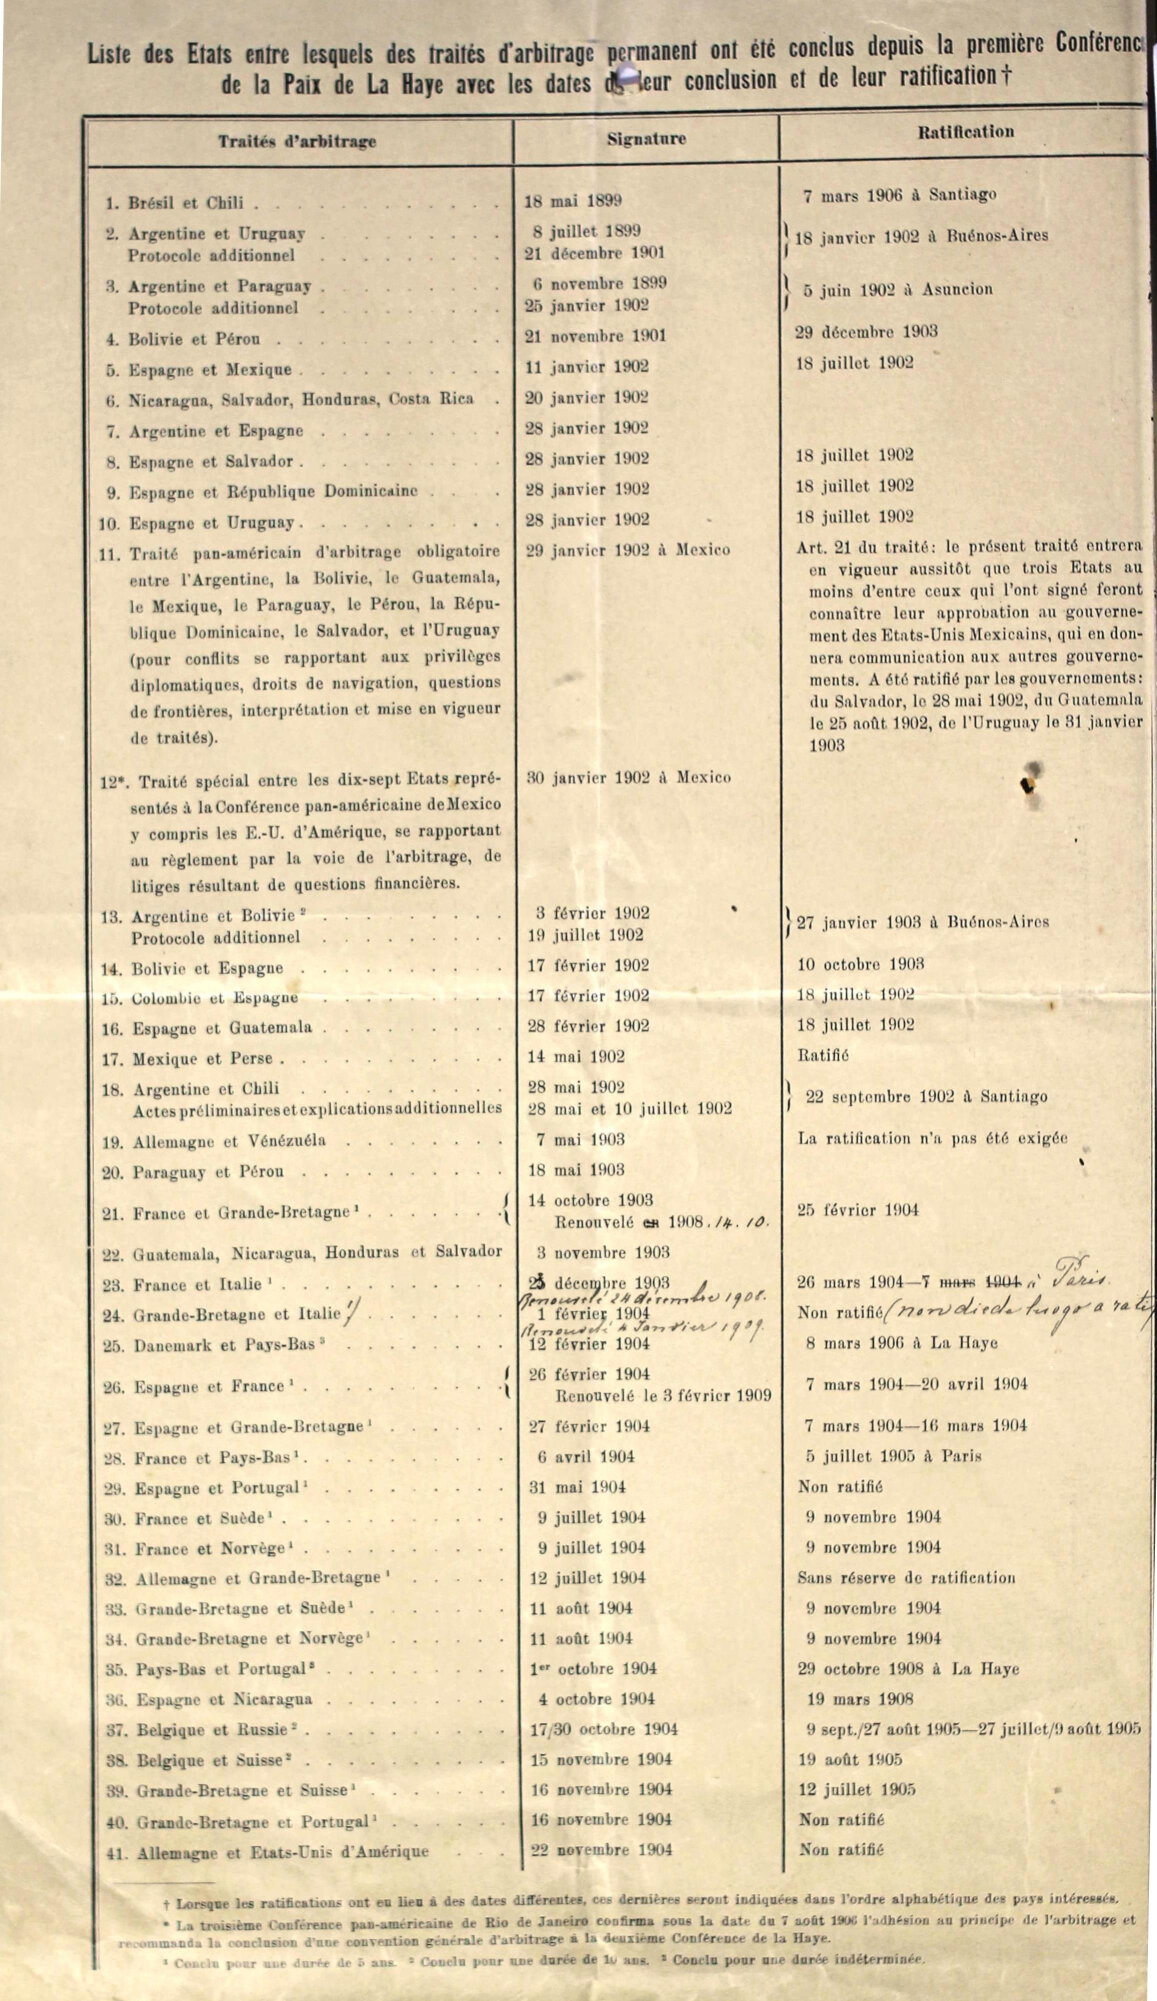 Liste des Etats entre lesquels des traités d'arbitrage permanent ont été conclus depuis la première Conférenc
de la Paix de La Haye avec les dates de leur conclusion et de leur ratification†
Traités d'arbitrage Signature Ratification
1. Brésil et Chili . 18 mai 1899 7 mars 1906 à Santiago
2. Argentine et Uruguay . 8 juillet 1899
Protocole additionnel . 21 décembre 1901 } 18 janvier 1902 à Buénos-Aires
3. Argentine et Paraguay . 6 novembre 1899
Protocole additionnel . 25 janvier 1902 } 5 juin 1902 à Asuncion
4. Bolivie et Pérou . 21 novembre 1901 29 décembre 1903
5. Espagne et Mexique . 11 janvier 1902 18 juillet 1902
6. Nicaragua, Salvador, Honduras, Costa Rica . 20 janvier 1902
7. Argentine et Espagne . 28 janvier 1902
8. Espagne et Salvador . 28 janvier 1902 18 juillet 1902
9. Espagne et République Dominicaine . 28 janvier 1902 18 juillet 1902
10. Espagne et Uruguay . 28 janvier 1902 18 juillet 1902
11. Traité pan-américain d'arbitrage obligatoire
entre l'Argentine, la Bolivie, le Guatemala,
le Mexique, le Paraguay, le Pérou, la Répu-
blique Dominicaine, le Salvador, et l'Uruguay
(pour conflits se rapportant aux privilèges
diplomatiques, droits de navigation, questions
de frontières, interprétation et mise en vigueur
de traités).
29 janvier 1902 à Mexico
Art. 21 du traité: le présent traité entrera
en vigueur aussitôt que trois Etats au
moins d'entre ceux qui l'ont signé feront
connaître leur approbation au gouverne-
ment des Etats-Unis Mexicains, qui en don-
nera communication aux autres gouverne-
ments. A été ratifié par les gouvernements:
du Salvador, le 28 mai 1902, du Guatemala
le 25 août 1902, de l'Uruguay le 31 janvier
1903
12*. Traité spécial entre les dix-sept Etats repré-
sentés à la Conférence pan-américaine de Mexico
y compris les E.-U. d'Amérique, se rapportant
au règlement par la voie de l'arbitrage, de
litiges résultant de questions financières.
30 janvier 1902 à Mexico
13. Argentine et Bolivie² . 3 février 1902
Protocole additionnel . 19 juillet 1902 } 27 janvier 1903 à Buénos-Aires
14. Bolivie et Espagne . 17 février 1902 10 octobre 1903
15. Colombie et Espagne . 17 février 1902 18 juillet 1902
16. Espagne et Guatemala . 28 février 1902 18 juillet 1902
17. Mexique et Perse . 14 mai 1902 Ratifié
18. Argentine et Chili . 28 mai 1902
Actes préliminaires et explications additionnelles 28 mai et 10 juillet 1902 } 22 septembre 1902 à Santiago
19. Allemagne et Vénézuéla . 7 mai 1903 La ratification n'a pas été exigée
20. Paraguay et Pérou . 18 mai 1903
21. France et Grande-Bretagne¹ . { 14 octobre 1903 25 février 1904
Renouvelé en 1908. 14. 10.
22. Guatemala, Nicaragua, Honduras et Salvador 3 novembre 1903
23. France et Italie¹ . décembre 1903 26 mars 1904—7 mars 1904 à Paris.
Renouvelé 24 décembre 1908.
24. Grande-Bretagne et Italie¹) 1 février 1904 Non ratifié (non diede luogo a
Renouvelé 4 Janvier 1909.
25. Danemark et Pays-Bas³ . 12 février 1904 8 mars 1906 à La Haye
26. Espagne et France¹ . { 26 février 1904 7 mars 1904—20 avril 1904
Renouvelé le 3 février 1909
27. Espagne et Grande-Bretagne¹ . 27 février 1904 7 mars 1904—16 mars 1904
28. France et Pays-Bas¹ . 6 avril 1904 5 juillet 1905 à Paris
29. Espagne et Portugal¹ . 31 mai 1904 Non ratifié
30. France et Suède¹ . 9 juillet 1904 9 novembre 1904
31. France et Norvège¹ . 9 juillet 1904 9 novembre 1904
32. Allemagne et Grande-Bretagne¹ . 12 juillet 1904 Sans réserve de ratification
33. Grande-Bretagne et Suède¹ . 11 août 1904 9 novembre 1904
34. Grande-Bretagne et Norvège¹ . 11 août 1904 9 novembre 1904
35. Pays-Bas et Portugal³ . 1er octobre 1904 29 octobre 1908 à La Haye
36. Espagne et Nicaragua . 4 octobre 1904 19 mars 1908
37. Belgique et Russie² . 17/30 octobre 1904 9 sept./27 août 1905—27 juillet/9 août 1905
38. Belgique et Suisse² . 15 novembre 1904 19 août 1905
39. Grande-Bretagne et Suisse¹ . 16 novembre 1904 12 juillet 1905
40. Grande-Bretagne et Portugal¹ . 16 novembre 1904 Non ratifié
41. Allemagne et Etats-Unis d'Amérique . 22 novembre 1904 Non ratifié
† Lorsque les ratifications ont eu lieu à des dates différentes, ces dernières seront indiquées dans l'ordre alphabétique des pays intéressés.
* La troisième Conférence pan-américaine de Rio de Janeiro confirma sous la date du 7 août 1906 l'adhésion au principe de l'arbitrage et
recommanda la conclusion d'une convention générale d'arbitrage à la deuxième Conférence de la Haye.
¹ Conclu pour une durée de 5 ans. ² Conclu pour une durée de 10 ans. ³ Conclu pour une durée indéterminée.